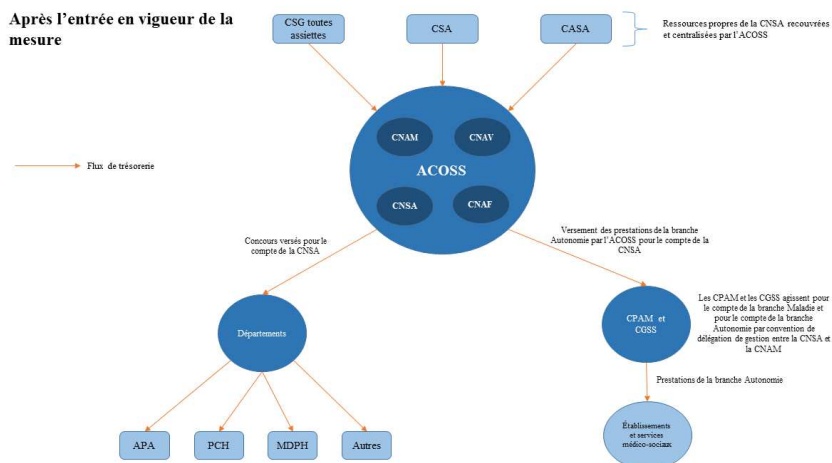 Après l’entrée en vigueur de la
mesure
CSG toutes
assiettes
CSA
CASA
Ressources propres de la CNSA recouvrées
et centralisées par l’ACOSS
Flux de trésorerie
CNAM
CNAV
ACOSS
CNSA
CNAF
Concours versés pour le
compte de la CNSA
Versement des prestations de la branche
Autonomie par l’ACOSS pour le compte de la
CNSA
Départements
CPAM et
CGSS
Les CPAM et les CGSS agissent pour
le compte de la branche Maladie et
pour le compte de la branche
Autonomie par convention de
délégation de gestion entre la CNSA et
la CNAM
Prestations de la branche Autonomie
APA
PCH
MDPH
Autres
Établissements
et services
médico-sociaux